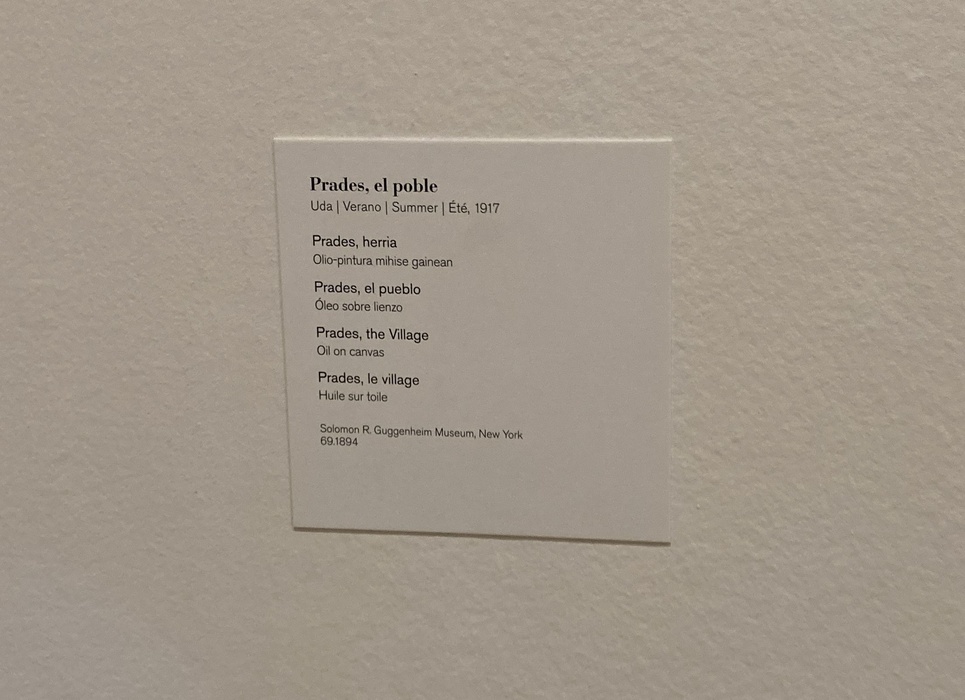 Prades, el poble
Uda | Verano | Summer | Été, 1917
Prades, herria
Olio-pintura mihise gainean
Prades, el pueblo
Óleo sobre lienzo
Prades, the Village
Oil on canvas
Prades, le village
Huile sur toile
Solomon R. Guggenheim Museum, New York
69.1894